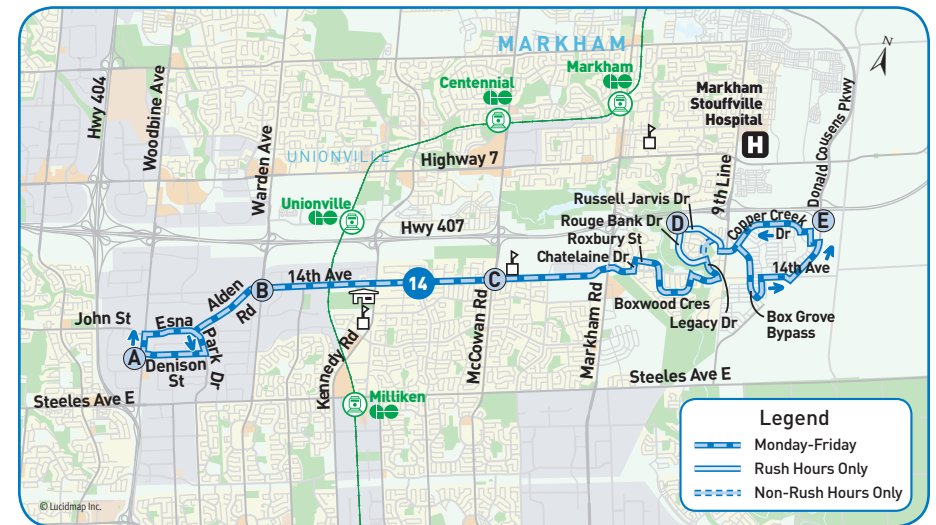 MARKHAM
N
Centennial
GO
Markham
GO
Hwy 404
Woodbine Ave
Warden Ave
UNIONVILLE
Highway 7
Markham
Stouffville
Hospital
H
Donald Cousens Pkwy
9th Line
Unionville
GO
Hwy 407
Russell Jarvis Dr
Rouge Bank Dr
Roxbury St
Chatelaine Dr
D
Copper Creek
Dr
E
14th Ave
14
C
14th Ave
B
Alden
Rd
John St
Esna
Park Dr
A
Denison
St
Steeles Ave E
Kennedy Rd
McCowan Rd
Markham Rd
Boxwood Cres
Legacy Dr
Box Grove
Bypass
Steeles Ave E
Milliken
GO
Legend
Monday-Friday
Rush Hours Only
Non-Rush Hours Only
© Lucidmap Inc.